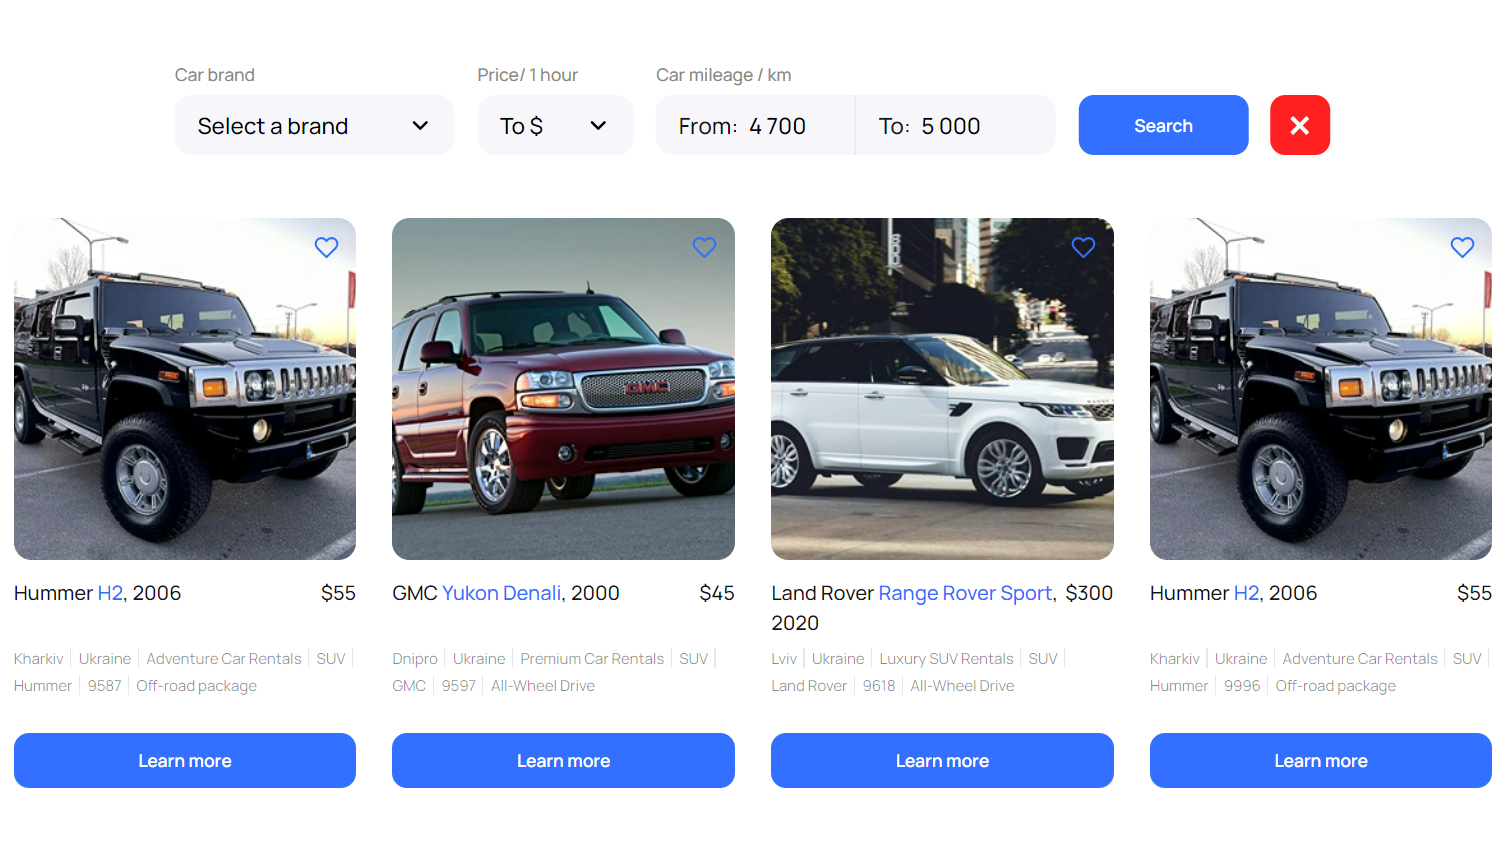 Car brand
Price/ 1 hour
Car mileage / km
Select a brand
To $
From: 4 700
To: 5 000
Search
GMC
Hummer H2, 2006
$55
Kharkiv | Ukraine | Adventure Car Rentals | SUV |
Hummer | 9587 | Off-road package
Learn more
GMC Yukon Denali, 2000
$45
Dnipro | Ukraine | Premium Car Rentals | SUV |
GMC | 9597 | All-Wheel Drive
Learn more
Land Rover Range Rover Sport,
2020
$300
Lviv | Ukraine | Luxury SUV Rentals | SUV |
Land Rover | 9618 | All-Wheel Drive
Learn more
Hummer H2, 2006
$55
Kharkiv | Ukraine | Adventure Car Rentals | SUV |
Hummer | 9996 | Off-road package
Learn more